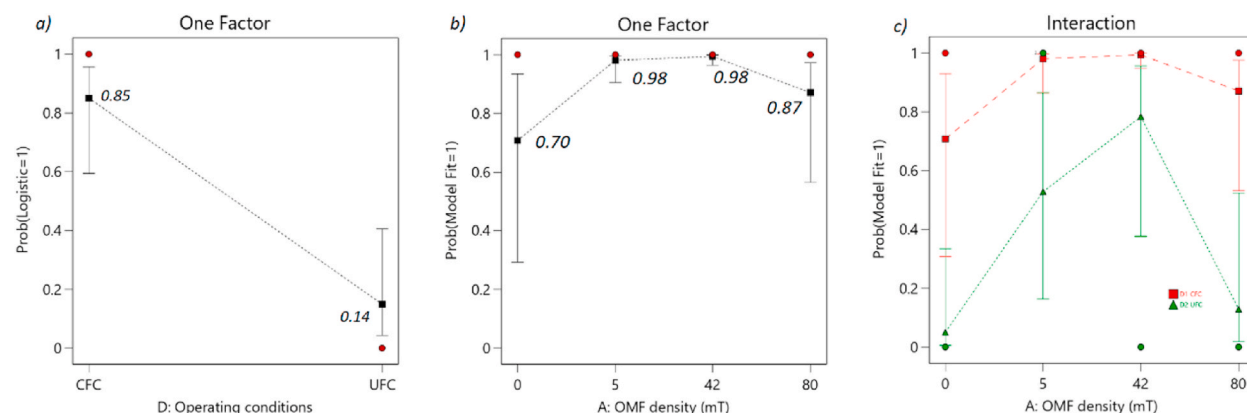 a)
One Factor
Prob(Logistic=1)
1
0.8
0.6
0.4
0.2
0
0.85
0.14
CFC
UFC
D: Operating conditions
b)
One Factor
Prob(Model Fit=1)
1
0.8
0.6
0.4
0.2
0
0.70
0.98
0.98
0.87
0
5
42
80
A: OMF density (mT)
c)
Interaction
Prob(Model Fit=1)
1
0.8
0.6
0.4
0.2
0
D1 CFC
D2 UFC
0
5
42
80
A: OMF density (mT)